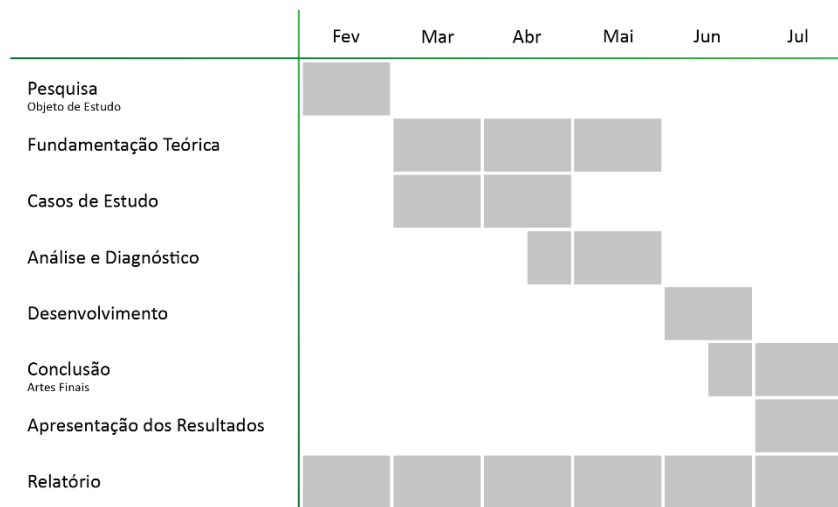 Fev Mar Abr Mai Jun Jul
Pesquisa
Objeto de Estudo
Fundamentação Teórica
Casos de Estudo
Análise e Diagnóstico
Desenvolvimento
Conclusão
Artes Finais
Apresentação dos Resultados
Relatório